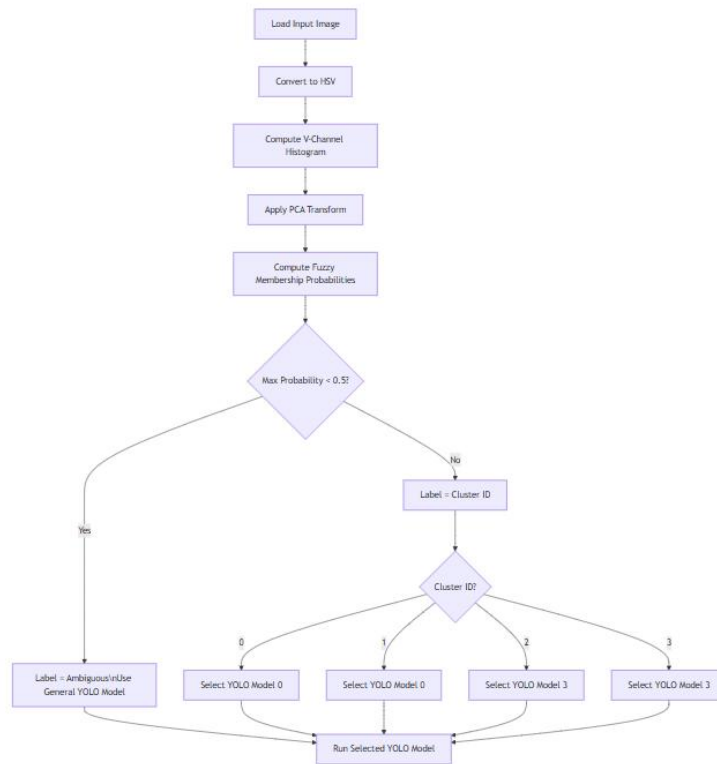 Load Input Image
Convert to HSV
Compute V-Channel
Histogram
Apply PCA Transform
Compute Fuzzy
Membership Probabilities
Max Probability < 0.5?
No
Label = Cluster ID
Yes
Cluster ID?
0
1
2
3
Label = Ambiguous\nUse
General YOLO Model
Select YOLO Model 0
Select YOLO Model 0
Select YOLO Model 3
Select YOLO Model 3
Run Selected YOLO Model